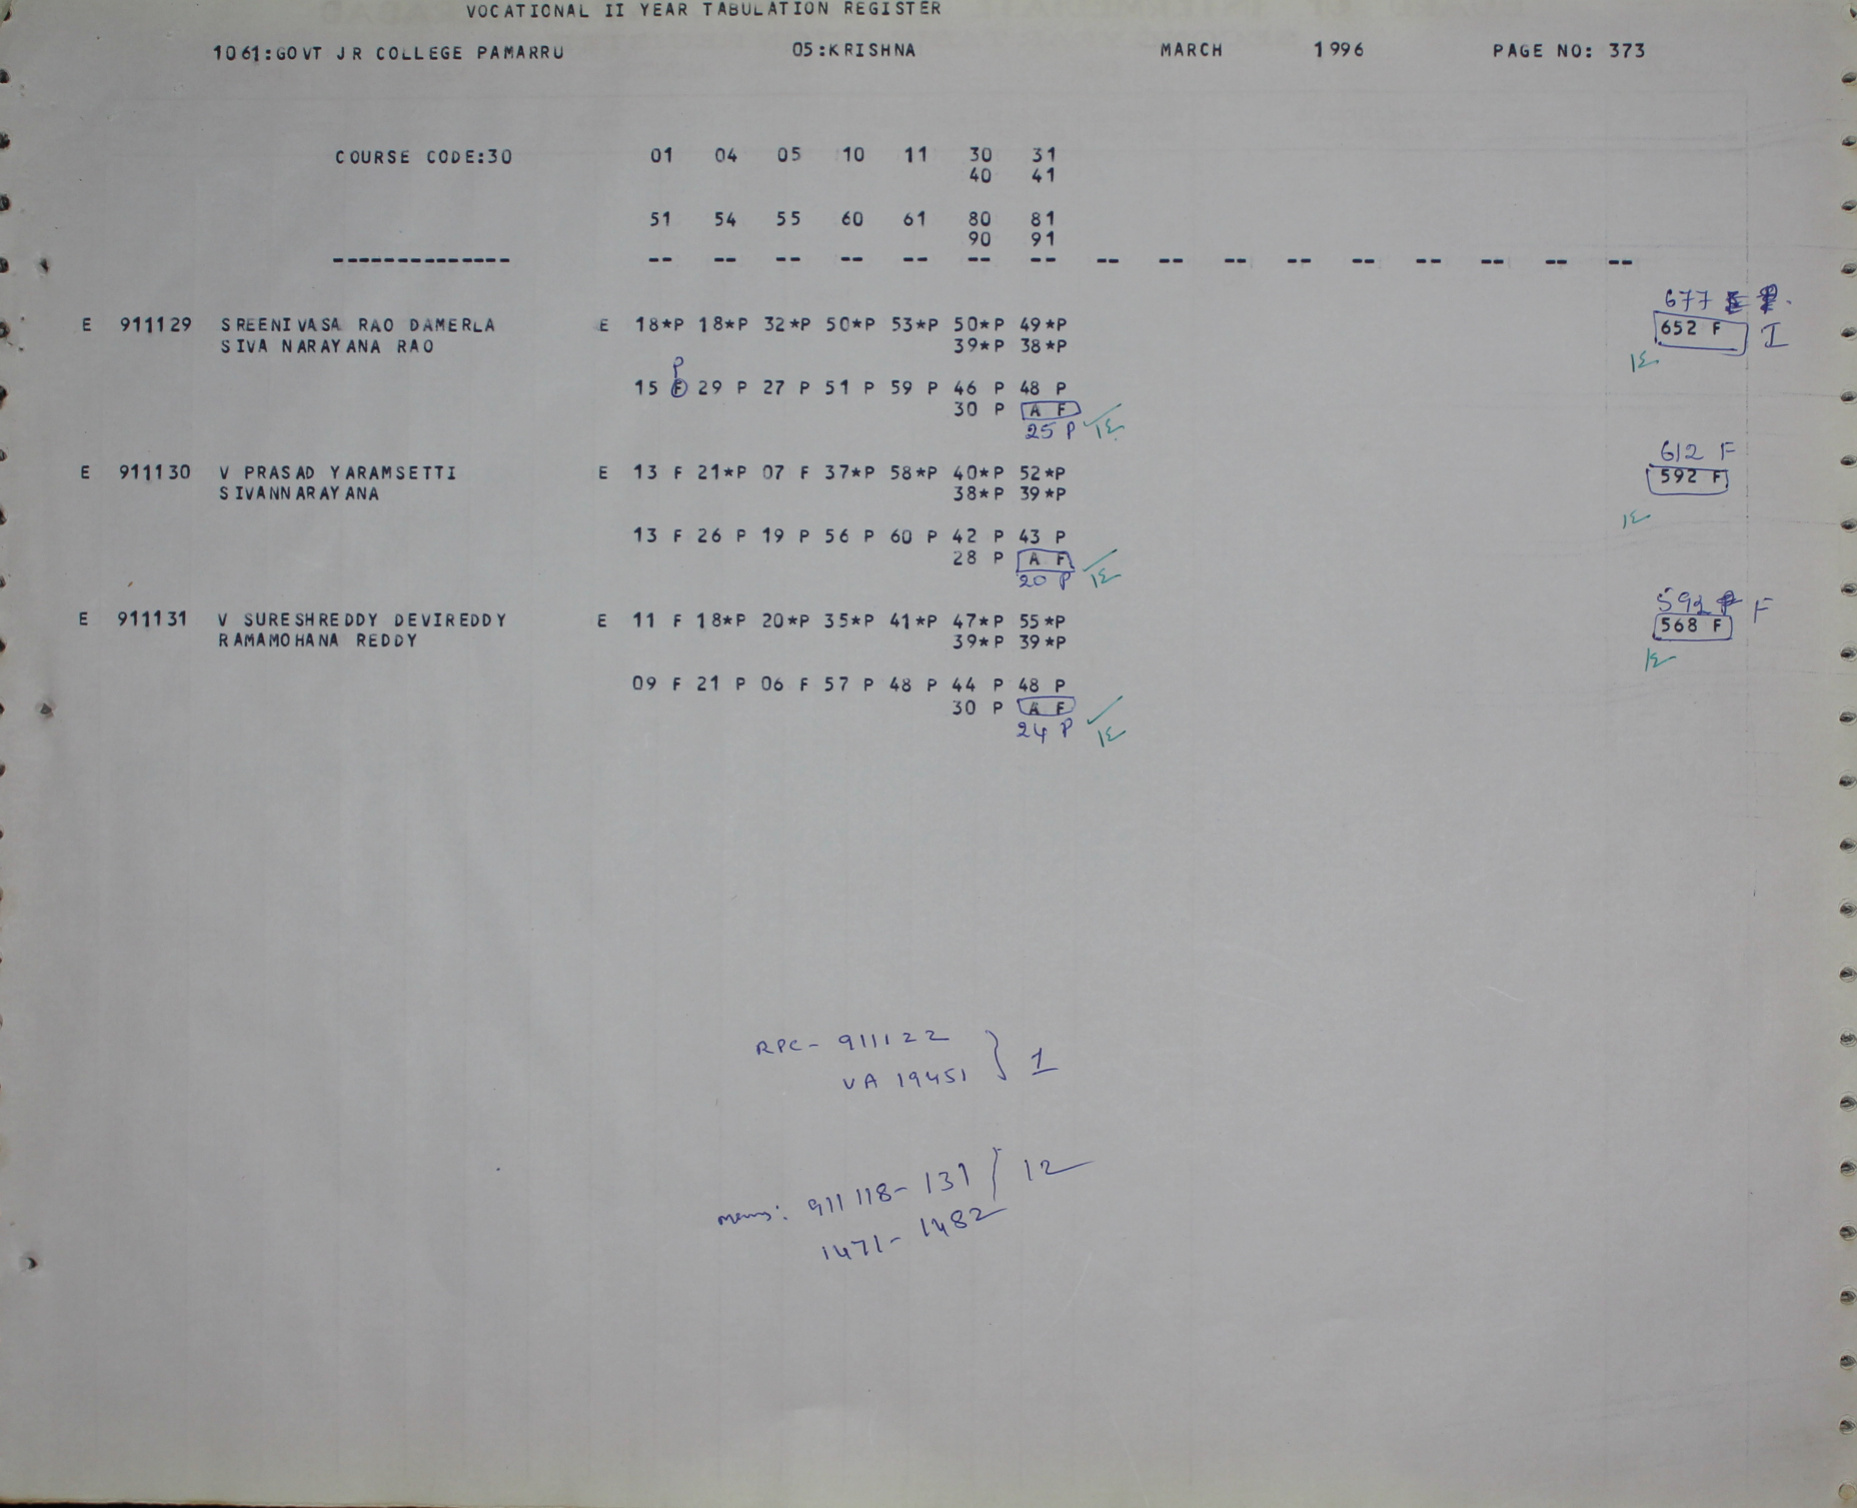 VOCATIONAL II YEAR TABULATION REGISTER
1061:GOVT JR COLLEGE PAMARRU 05:KRISHNA MARCH 1996 PAGE NO: 373
COURSE CODE:30 01 04 05 10 11 30 31
40 41
51 54 55 60 61 80 81
90 91
-------------- -- -- -- -- -- -- -- -- -- -- -- -- -- -- -- --
677 P.
E 911129 SREENIVASA RAO DAMERLA E 18*P 18*P 32*P 50*P 53*P 50*P 49*P 652 F I
SIVA NARAYANA RAO 39*P 38*P
P
15 F 29 P 27 P 51 P 59 P 46 P 48 P
30 P A F
25 P
612 F
E 911130 V PRASAD YARAMSETTI E 13 F 21*P 07 F 37*P 58*P 40*P 52*P 592 F
SIVANNARAYANA 38*P 39*P
13 F 26 P 19 P 56 P 60 P 42 P 43 P
28 P A F
20 P
592 F
E 911131 V SURESHREDDY DEVIREDDY E 11 F 18*P 20*P 35*P 41*P 47*P 55*P 568 F
RAMAMOHANA REDDY 39*P 39*P
09 F 21 P 06 F 57 P 48 P 44 P 48 P
30 P A F
24 P
RPC- 911122
VA 19451 } 1
911118-131 } 12
1471-1482